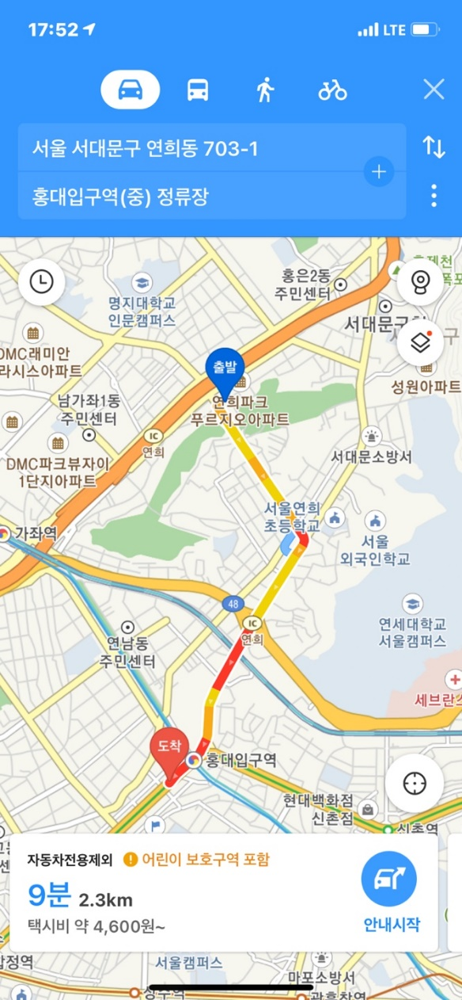 17:52
LTE
서울 서대문구 연희동 703-1
홍대입구역(중) 정류장
홍은2동
주민센터
명지대학교
인문캠퍼스
DMC래미안
라시스아파트
출발
성원아파트
연희파크
푸르지오아파트
남가좌1동
주민센터
IC
연희
서대문소방서
DMC파크뷰자이
1단지아파트
서울연희
초등학교
가좌역
서울
외국인학교
48
IC
연희
연세대학교
서울캠퍼스
연남동
주민센터
도착
홍대입구역
현대백화점
신촌점
신촌역
자동차전용제외
어린이 보호구역 포함
9분 2.3km
택시비 약 4,600원~
안내시작
서울캠퍼스
마포소방서